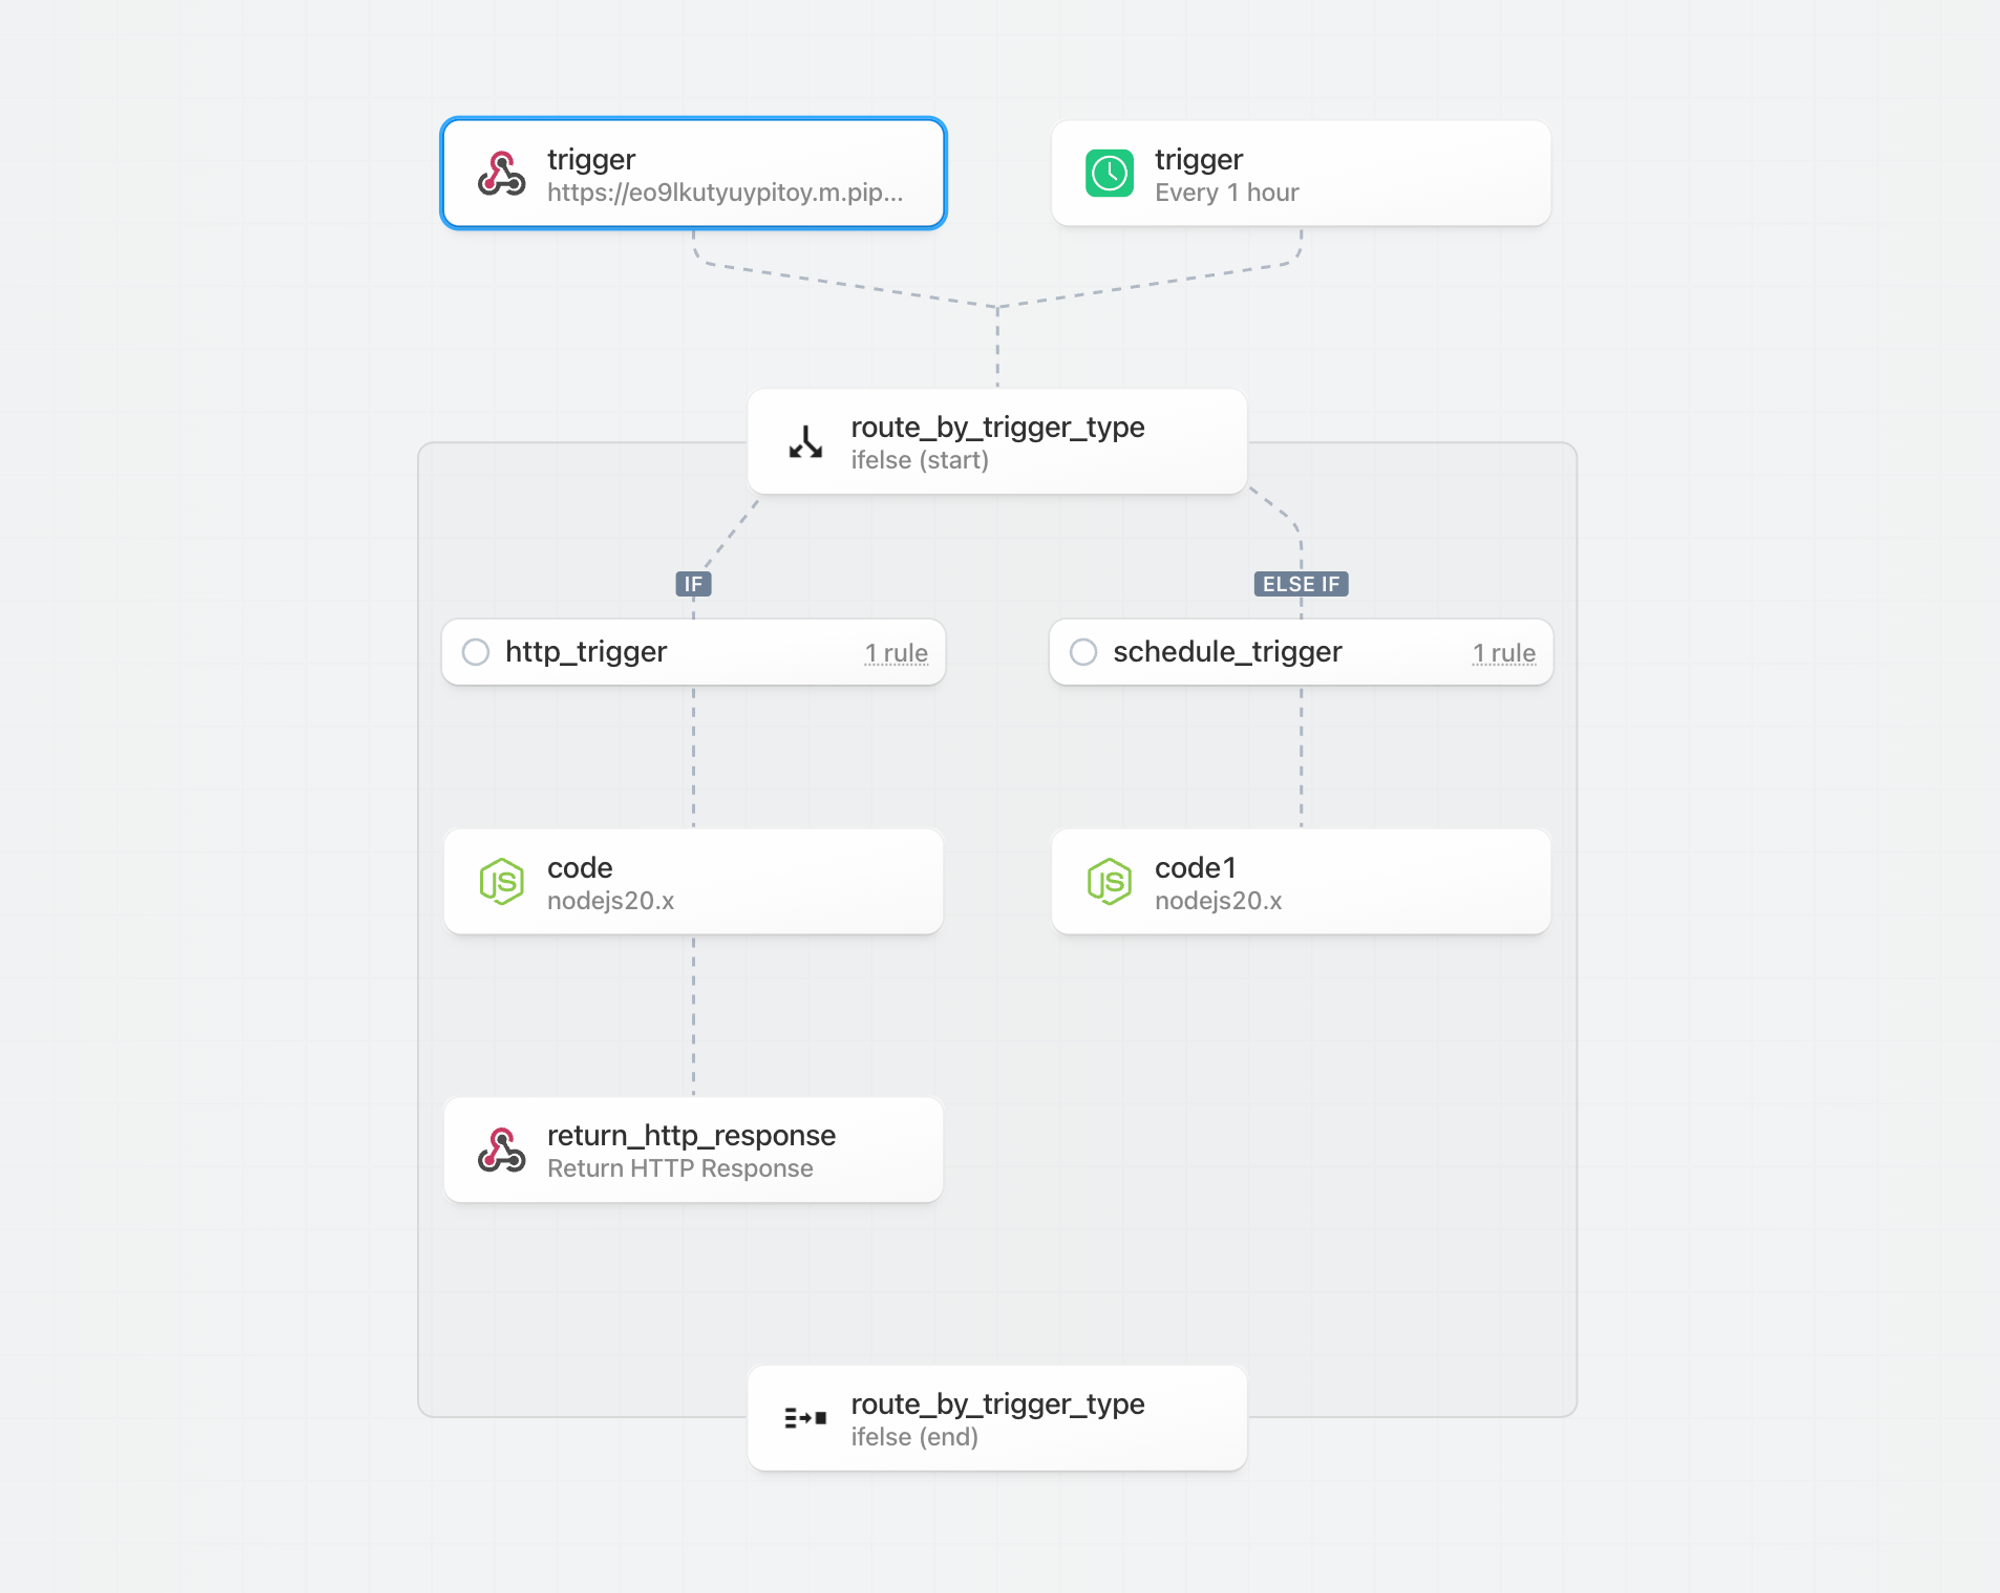 trigger
https://eo9lkutyuypitoy.m.pip...
trigger
Every 1 hour
route_by_trigger_type
ifelse (start)
IF
ELSE IF
http_trigger
1 rule
schedule_trigger
1 rule
code
nodejs20.x
code1
nodejs20.x
return_http_response
Return HTTP Response
route_by_trigger_type
ifelse (end)